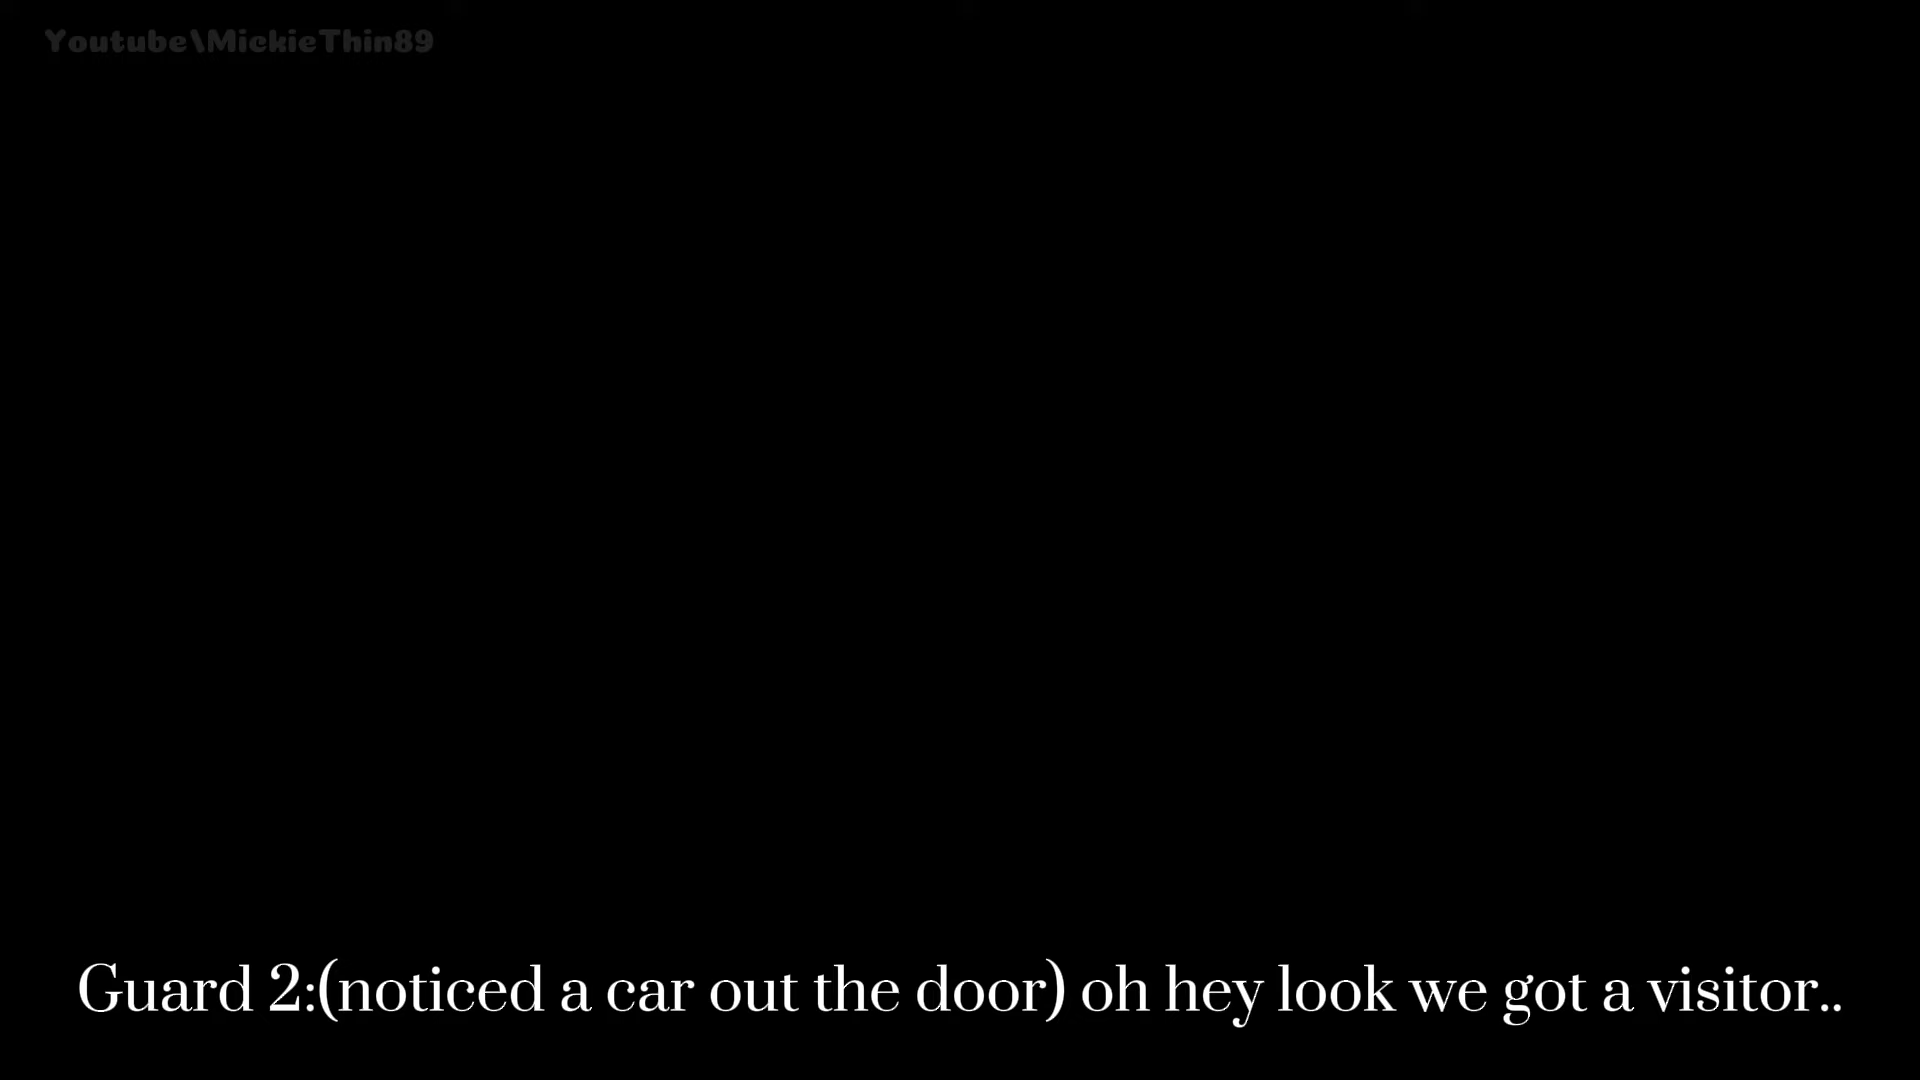 Youtube\MickieThin89
Guard 2:(noticed a car out the door) oh hey look we got a visitor..